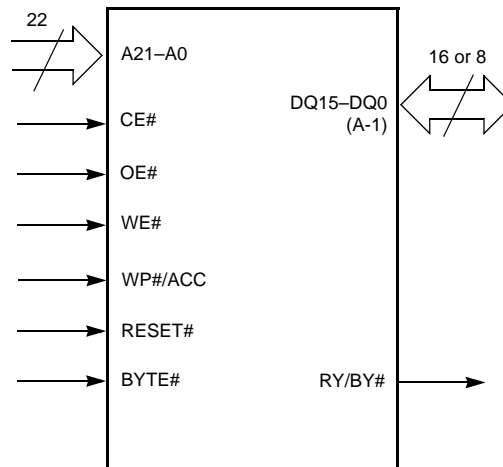 22
A21–A0
16 or 8
DQ15–DQ0
(A-1)
CE#
OE#
WE#
WP#/ACC
RESET#
BYTE#
RY/BY#